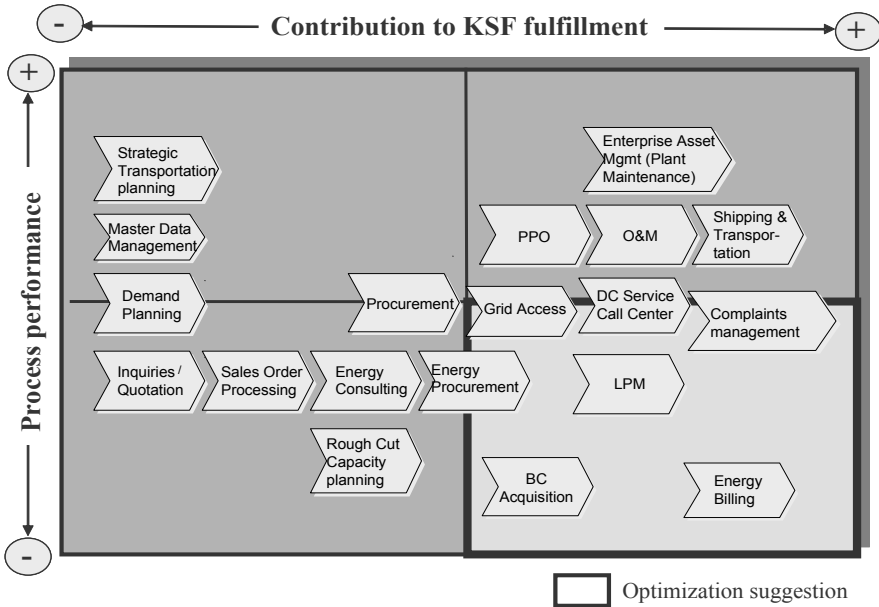 -
Contribution to KSF fulfillment
+
+
Process performance
-
Strategic
Transportation
planning
Enterprise Asset
Mgmt (Plant
Maintenance)
Master Data
Management
PPO
O&M
Shipping &
Transpor-
tation
Demand
Planning
Procurement
Grid Access
DC Service
Call Center
Complaints
management
Inquiries /
Quotation
Sales Order
Processing
Energy
Consulting
Energy
Procurement
LPM
Rough Cut
Capacity
planning
BC
Acquisition
Energy
Billing
Optimization suggestion